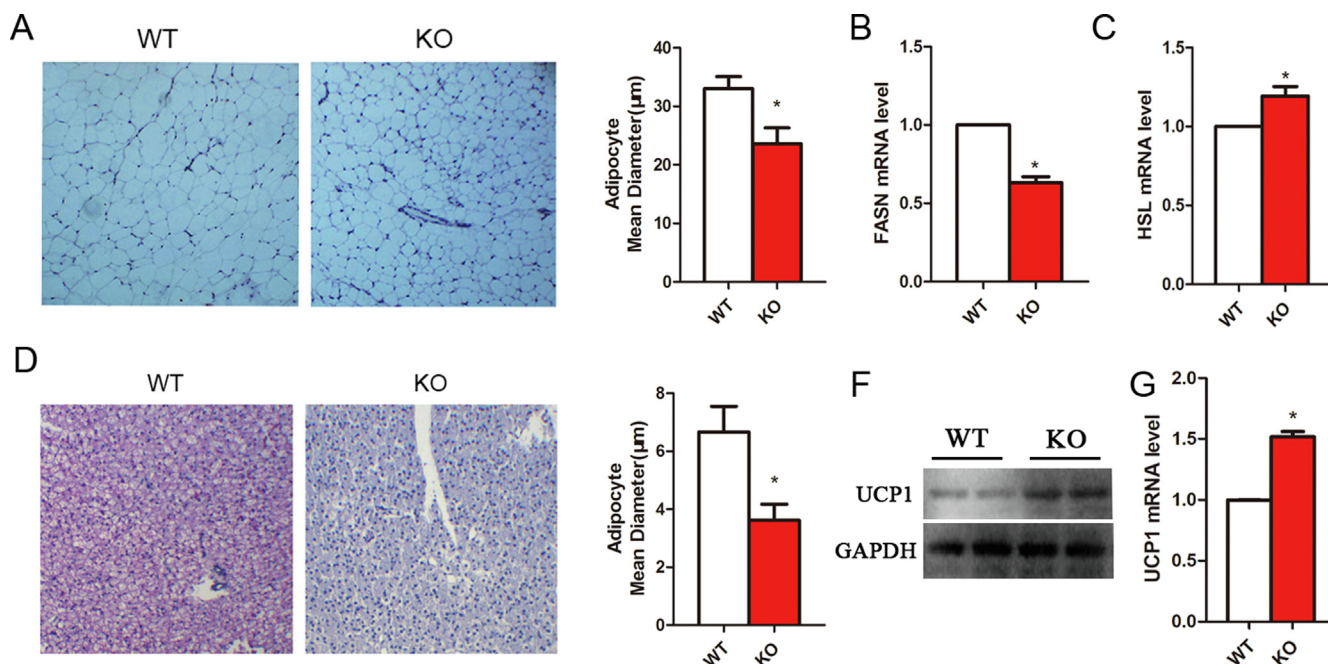 A
WT
KO
Adipocyte
Mean Diameter(μm)
40
30
20
10
0
WT
KO
*
B
FASN mRNA level
1.5
1.0
0.5
0.0
WT
KO
*
C
HSL mRNA level
1.5
1.0
0.5
0.0
WT
KO
*
D
WT
KO
Adipocyte
Mean Diameter(μm)
8
6
4
2
0
WT
KO
*
F
WT
KO
UCP1
GAPDH
G
UCP1 mRNA level
2.0
1.5
1.0
0.5
0.0
WT
KO
*